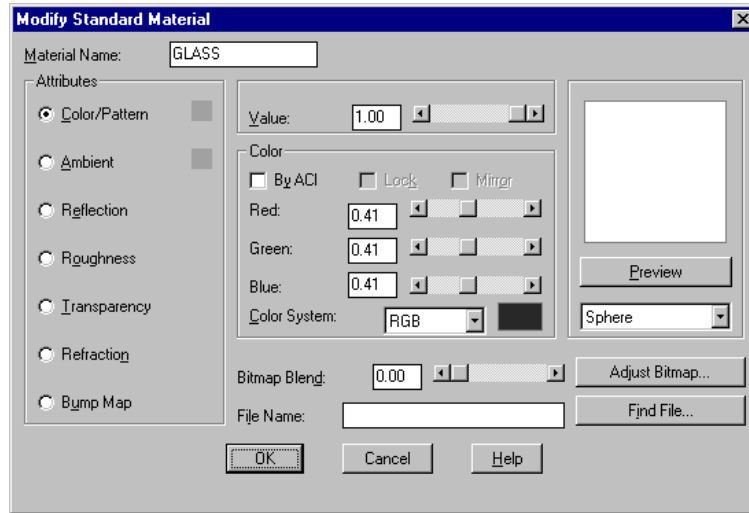 Modify Standard Material
Material Name: GLASS
Attributes
Color/Pattern
Ambient
Reflection
Roughness
Transparency
Refraction
Bump Map
Value: 1.00
Color
By ACI Lock Mirror
Red: 0.41
Green: 0.41
Blue: 0.41
Color System: RGB
Preview
Sphere
Bitmap Blend: 0.00
Adjust Bitmap...
File Name:
Find File...
OK Cancel Help